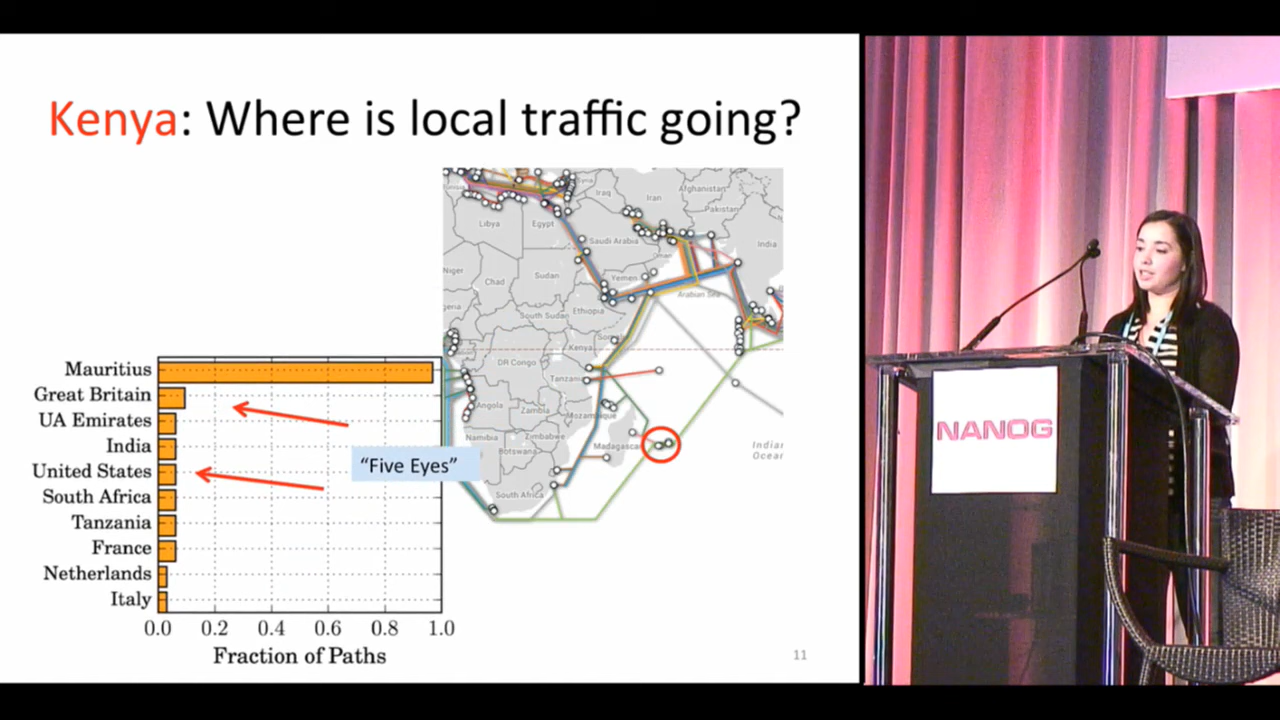 Kenya: Where is local traffic going?
Mauritius
Great Britain
UA Emirates
India
United States
South Africa
Tanzania
France
Netherlands
Italy
0.0 0.2 0.4 0.6 0.8 1.0
Fraction of Paths
“Five Eyes”
Syria
Iraq
Iran
Afghanistan
Pakistan
Libya
Egypt
Saudi Arabia
Oman
India
Niger
Chad
Sudan
Yemen
Arabian Sea
South Sudan
Ethiopia
Kenya
DR Congo
Tanzan
Angola
Zambia
Mozambique
Namibia
Zimbabwe
Botswana
Madagascar
South Africa
Indian
Ocean
11
NANOG